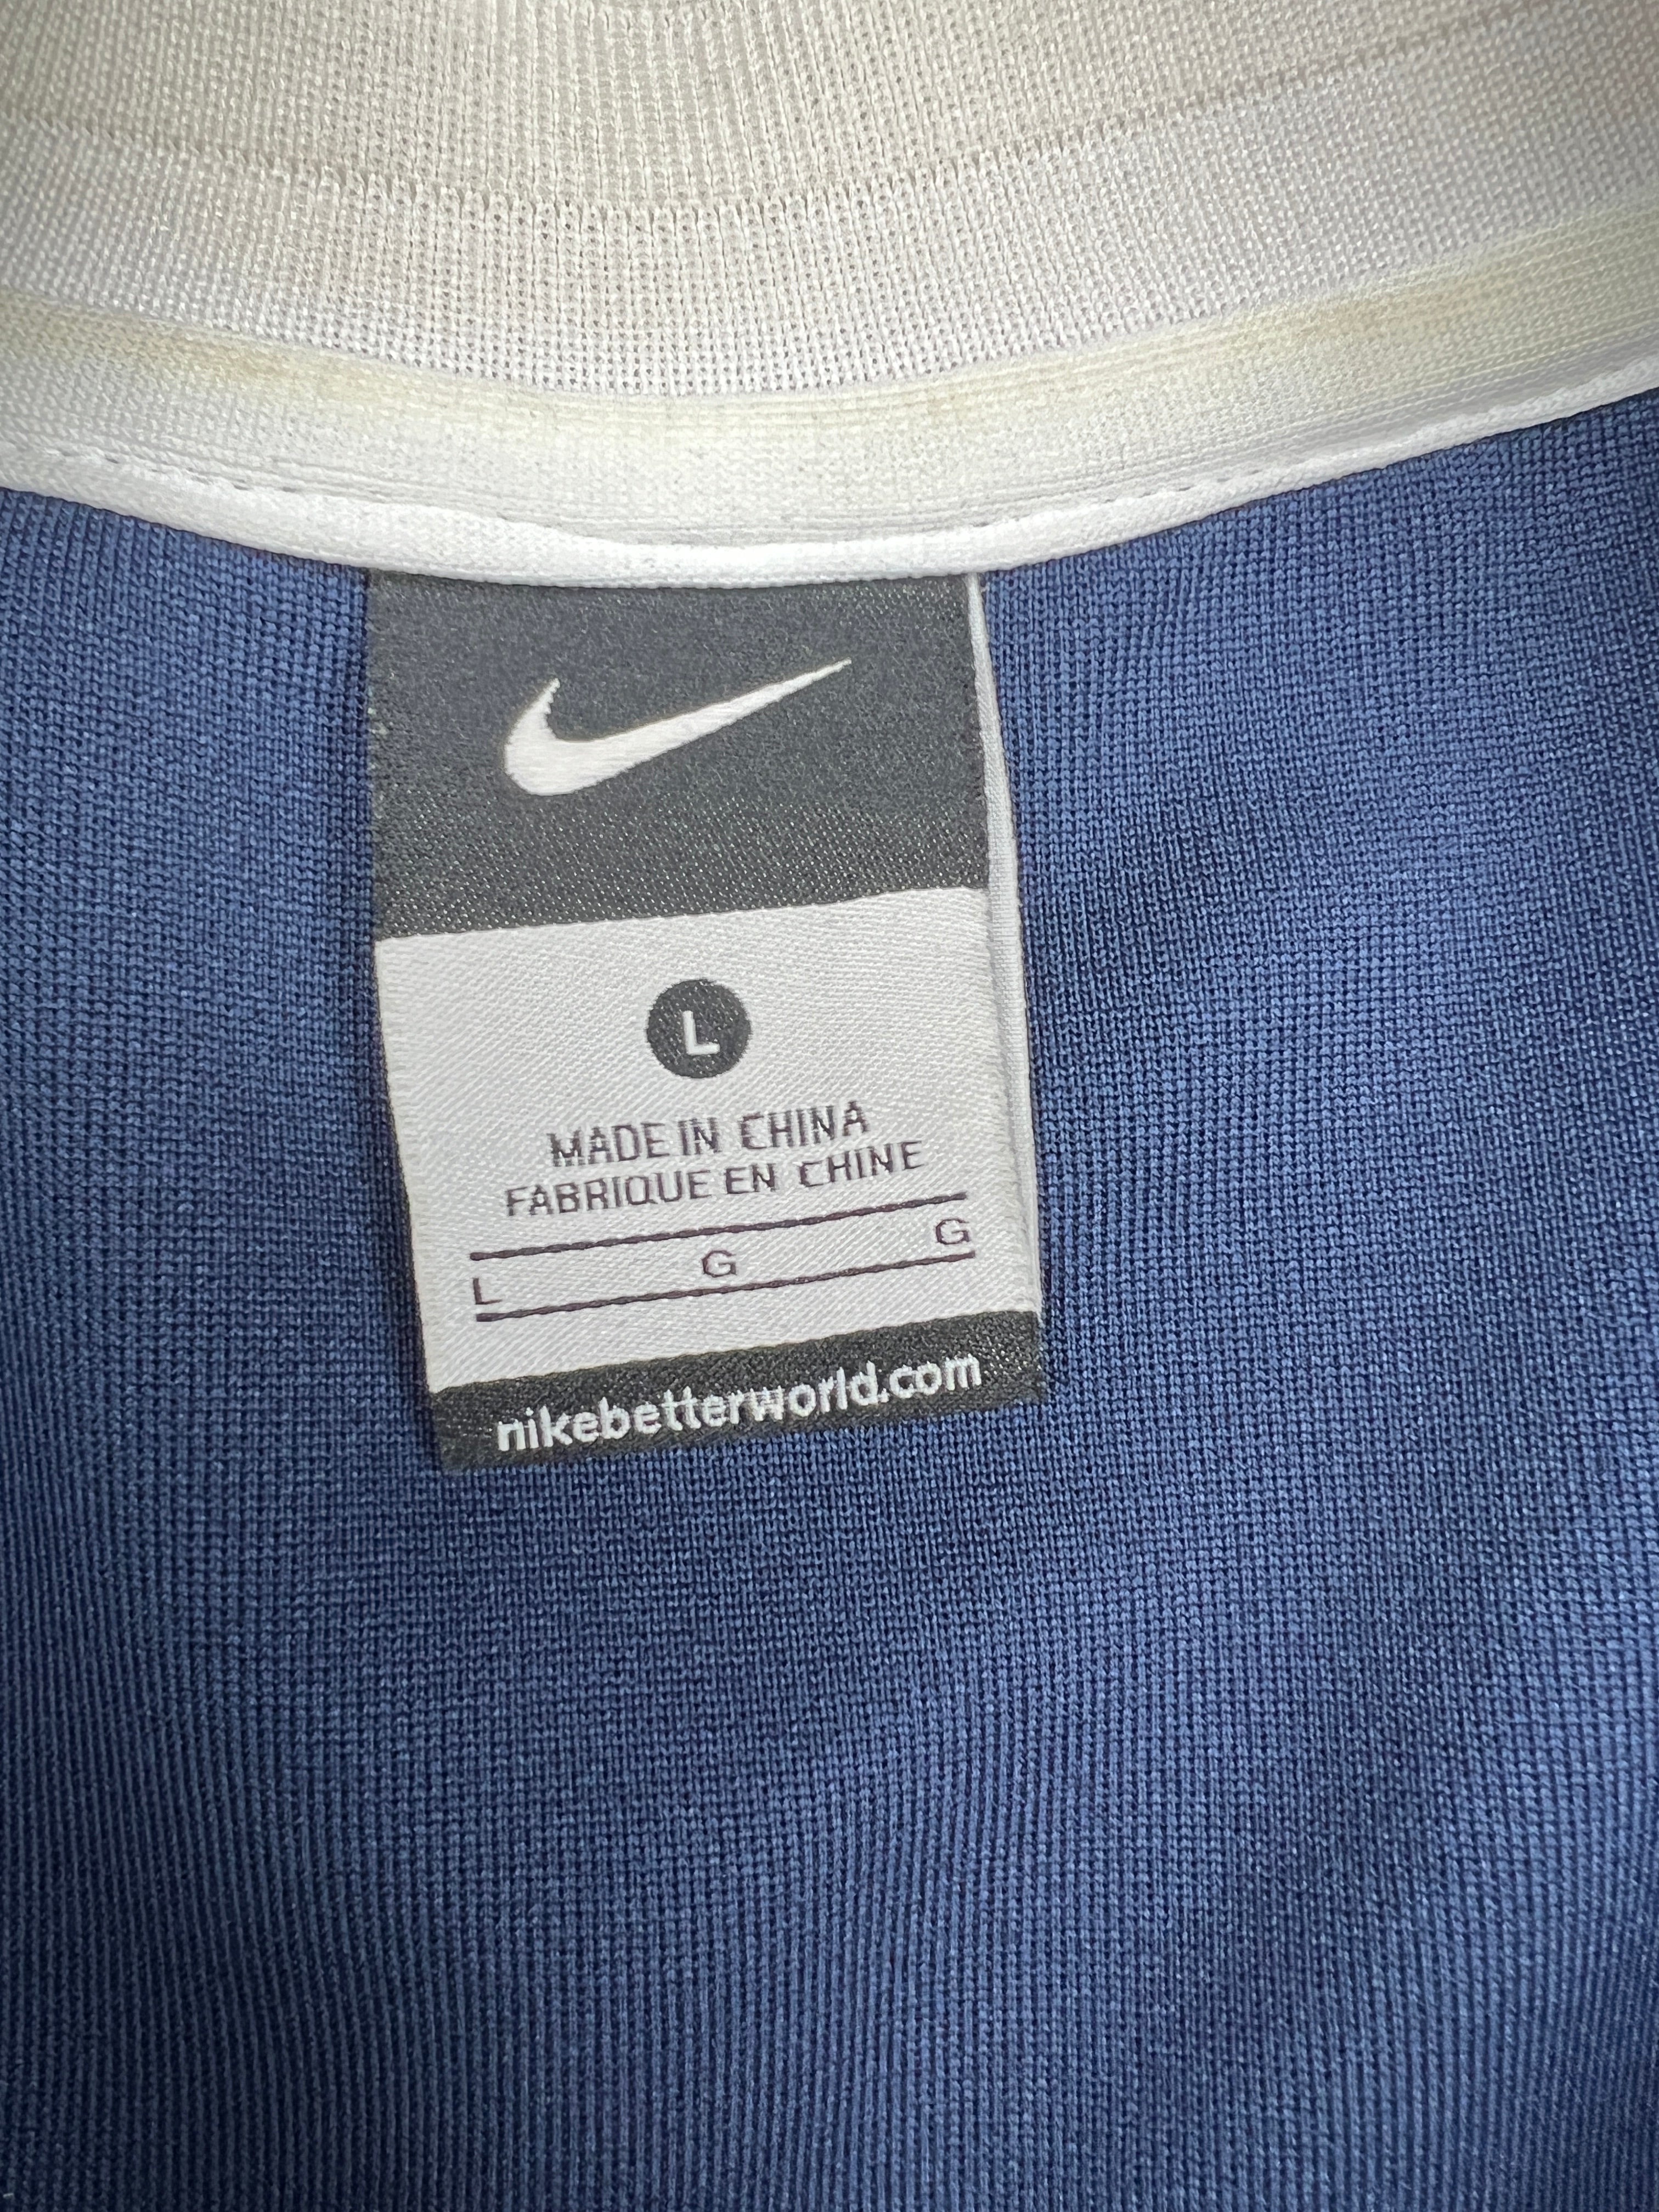 L
MADE IN CHINA
FABRIQUE EN CHINE
L G G
nikebetterworld.com